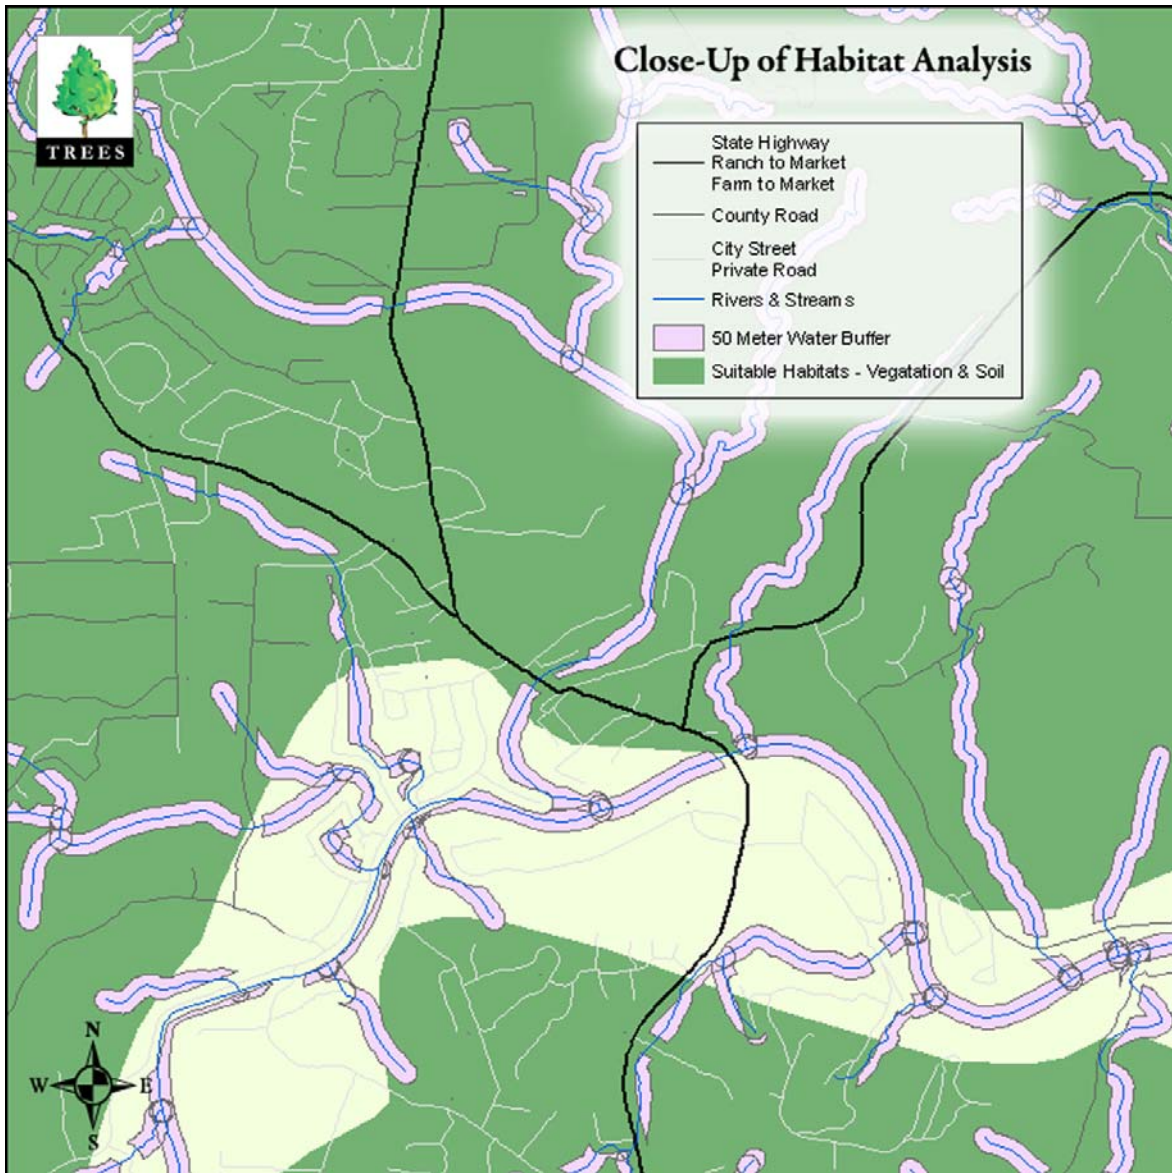 TREES
Close-Up of Habitat Analysis
State Highway
Ranch to Market
Farm to Market
County Road
City Street
Private Road
Rivers & Streams
50 Meter Water Buffer
Suitable Habitats - Vegatation & Soil
N
W E
S